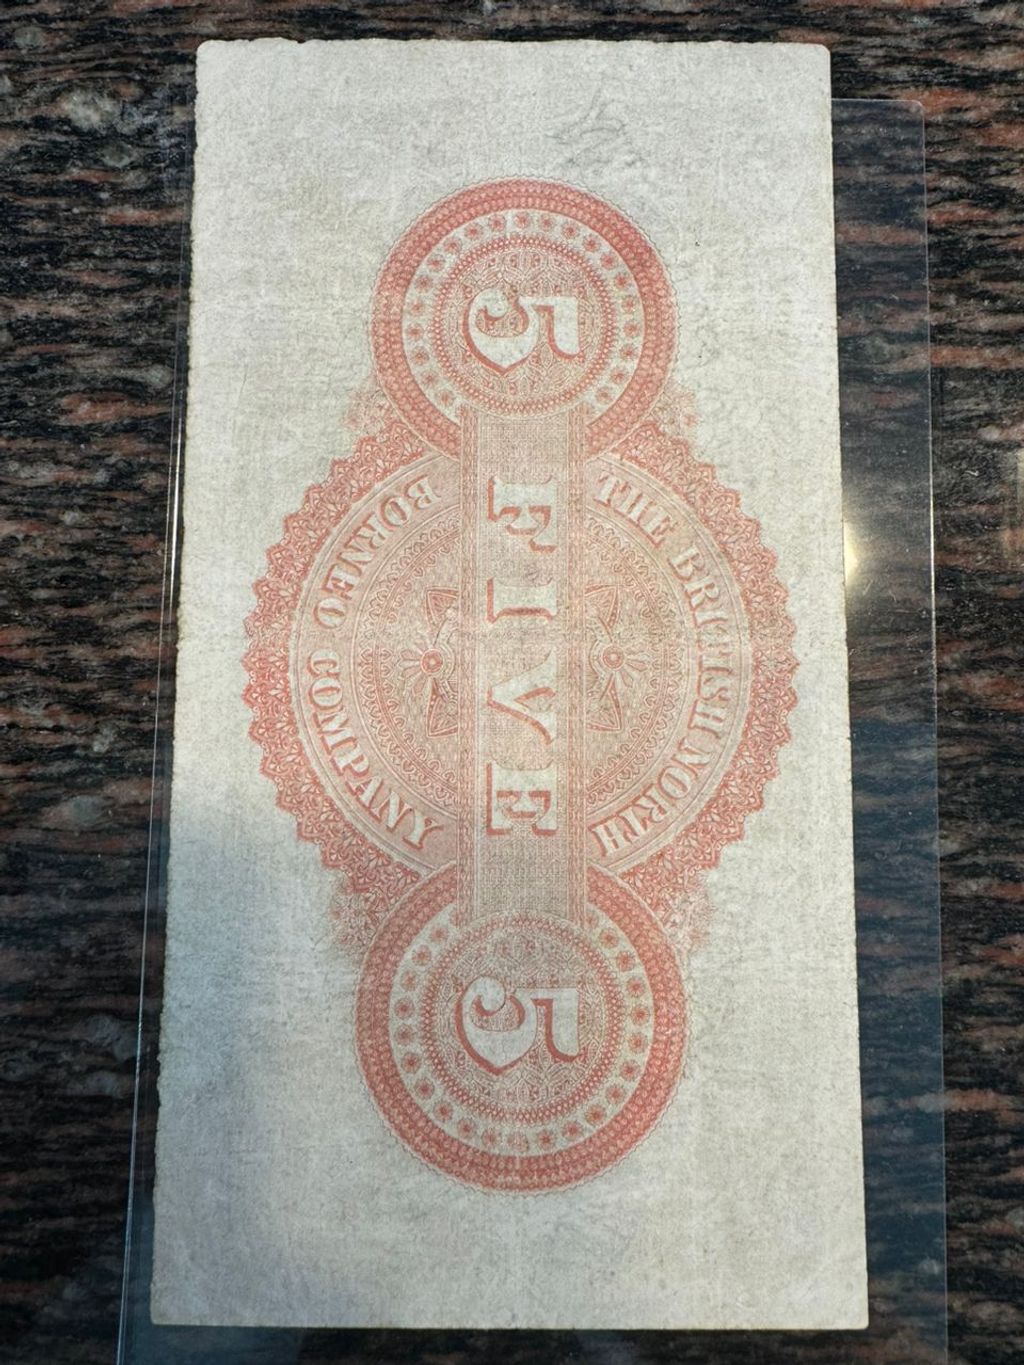 THE BRITISH NORTH
5 FIVE 5
BORNEO COMPANY